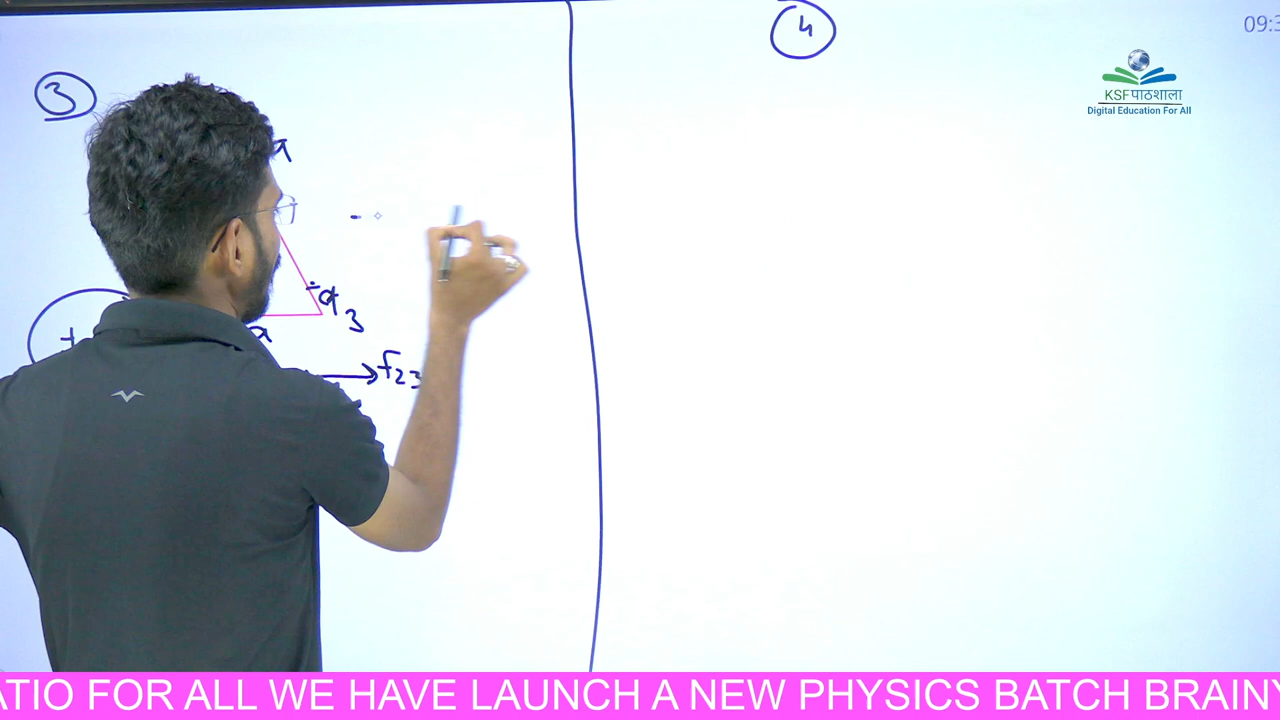 3
4
09:3
KSFपाठशाला
Digital Education For All
a
a 3
+
a
f23
ATIO FOR ALL WE HAVE LAUNCH A NEW PHYSICS BATCH BRAINY